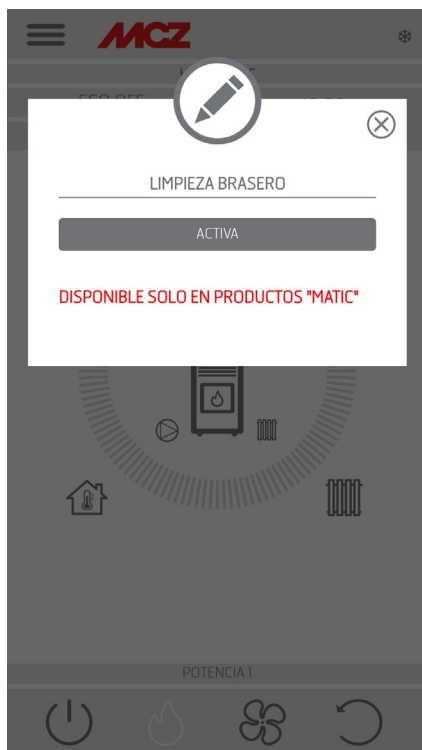 MCZ
LIMPIEZA BRASERO
ACTIVA
DISPONIBLE SOLO EN PRODUCTOS "MATIC"
POTENCIA 1